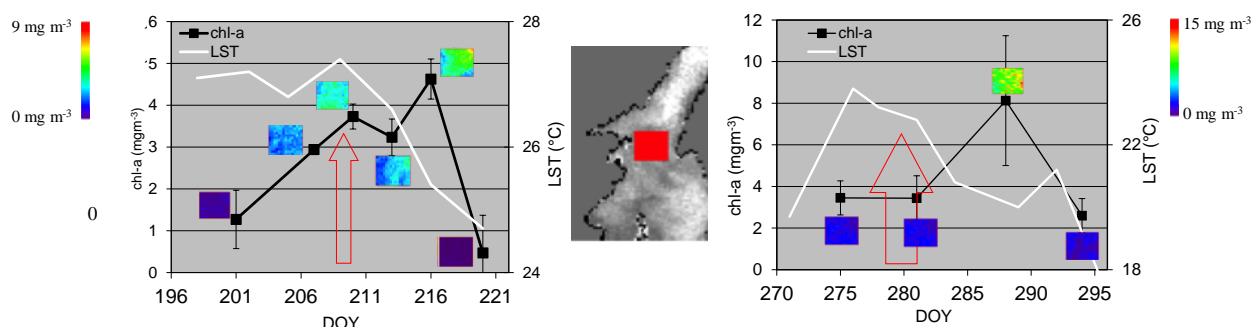 9 mg m-3
0 mg m-3
0
,6
5
4
3
2
1
0
chl-a (mgm-3)
chl-a
LST
28
26
24
LST (°C)
196 201 206 211 216 221
DOY
12
10
8
6
4
2
0
chl-a (mgm-3)
chl-a
LST
26
22
18
LST (°C)
270 275 280 285 290 295
DOY
15 mg m-3
0 mg m-3